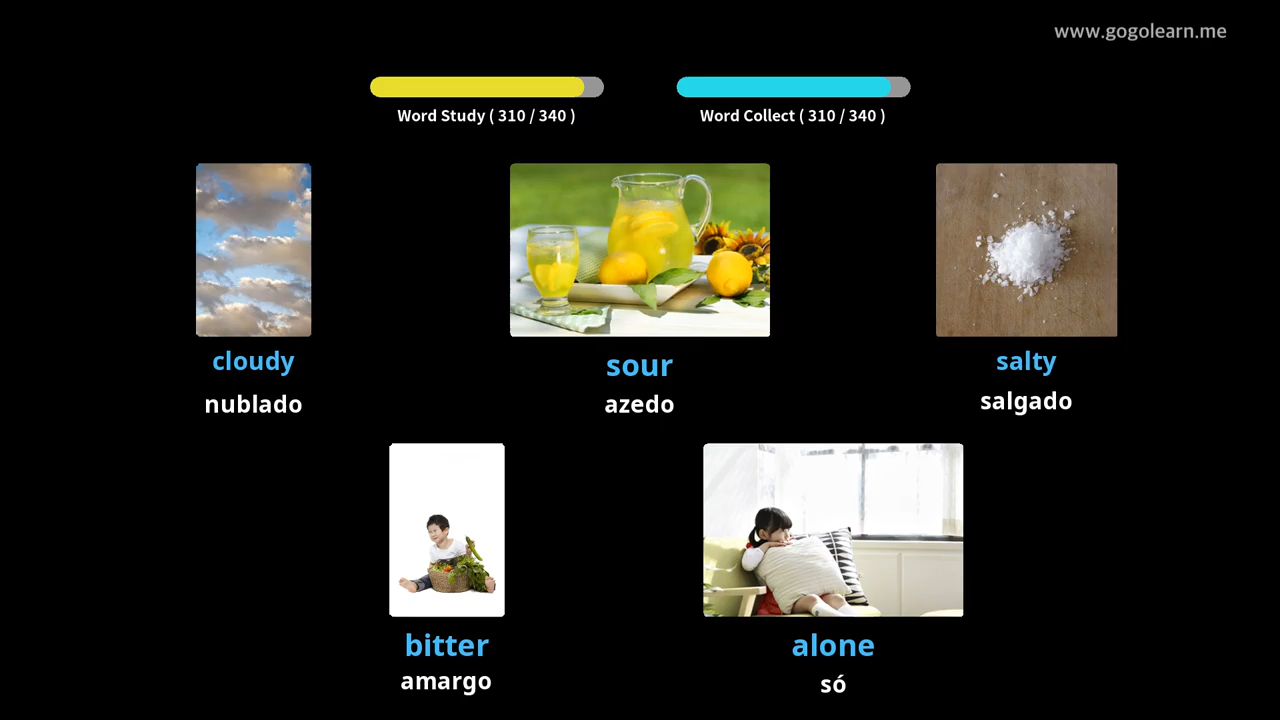 www.gogolearn.me
Word Study ( 310 / 340 )
Word Collect ( 310 / 340 )
cloudy
nublado
sour
azedo
salty
salgado
bitter
amargo
alone
só